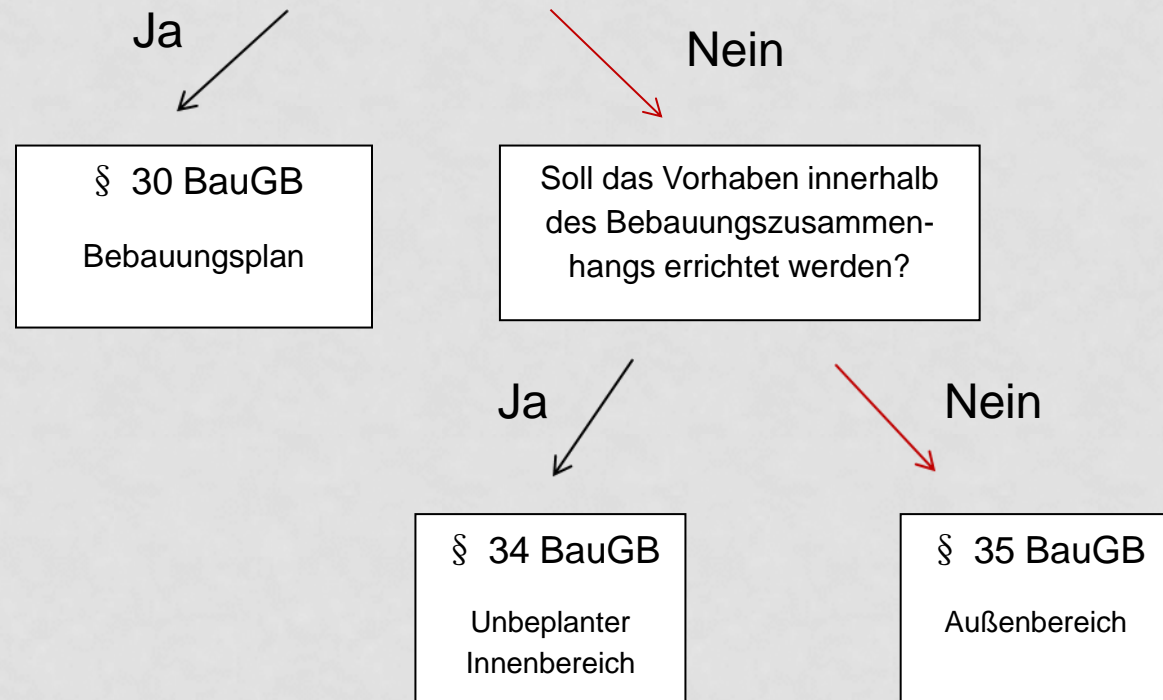 Ja
Nein
§ 30 BauGB
Bebauungsplan
Soll das Vorhaben innerhalb
des Bebauungszusammen-
hangs errichtet werden?
Ja
Nein
§ 34 BauGB
Unbeplanter
Innenbereich
§ 35 BauGB
Außenbereich